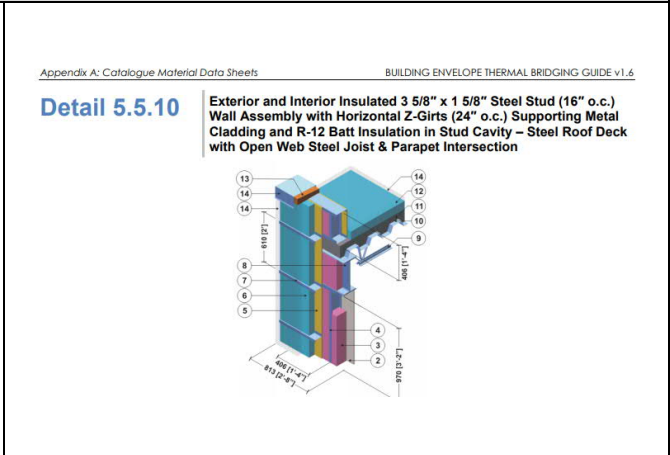 Appendix A: Catalogue Material Data Sheets
BUILDING ENVELOPE THERMAL BRIDGING GUIDE v1.6
Detail 5.5.10
Exterior and Interior Insulated 3 5/8" x 1 5/8" Steel Stud (16" o.c.)
Wall Assembly with Horizontal Z-Girts (24" o.c.) Supporting Metal
Cladding and R-12 Batt Insulation in Stud Cavity – Steel Roof Deck
with Open Web Steel Joist & Parapet Intersection
13
14
14
14
12
11
10
9
610 [2']
406 [1'-4"]
8
7
6
5
4
3
2
406 [1'-4"]
813 [2'-8"]
970 [3'-2"]